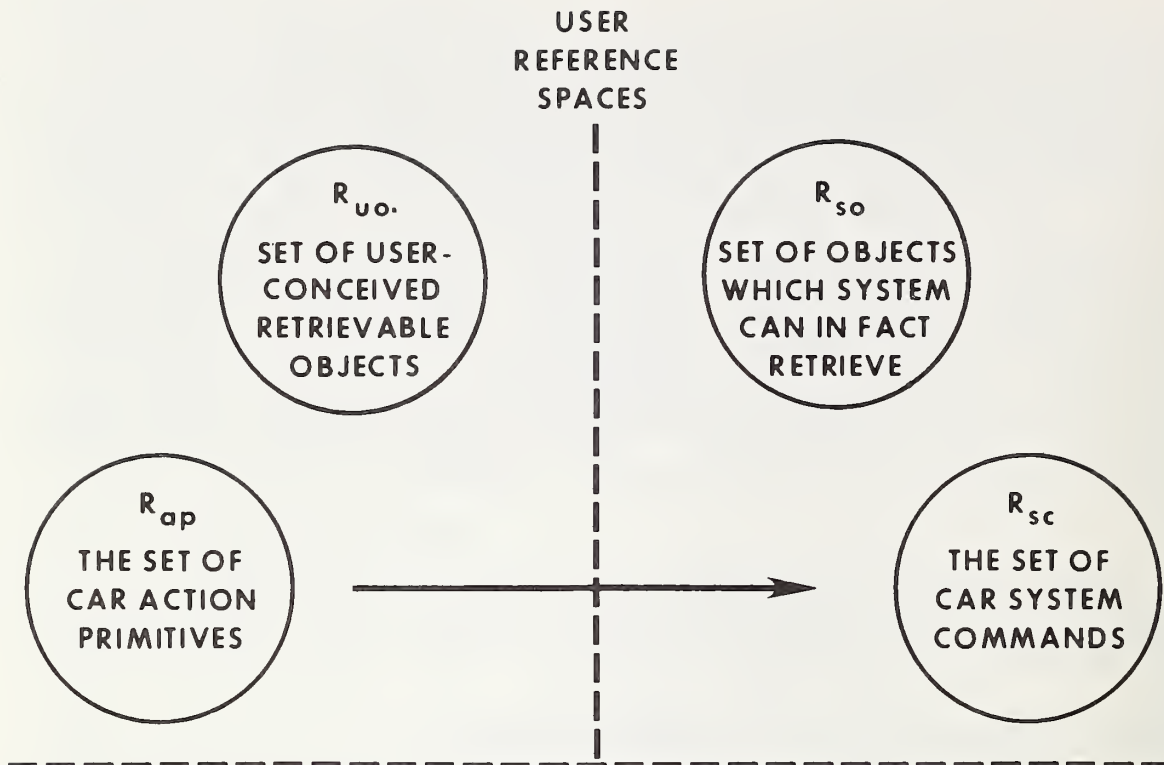 USER
REFERENCE
SPACES
R uo.
SET OF USER-
CONCEIVED
RETRIEVABLE
OBJECTS
R so
SET OF OBJECTS
WHICH SYSTEM
CAN IN FACT
RETRIEVE
R ap
THE SET OF
CAR ACTION
PRIMITIVES
R sc
THE SET OF
CAR SYSTEM
COMMANDS